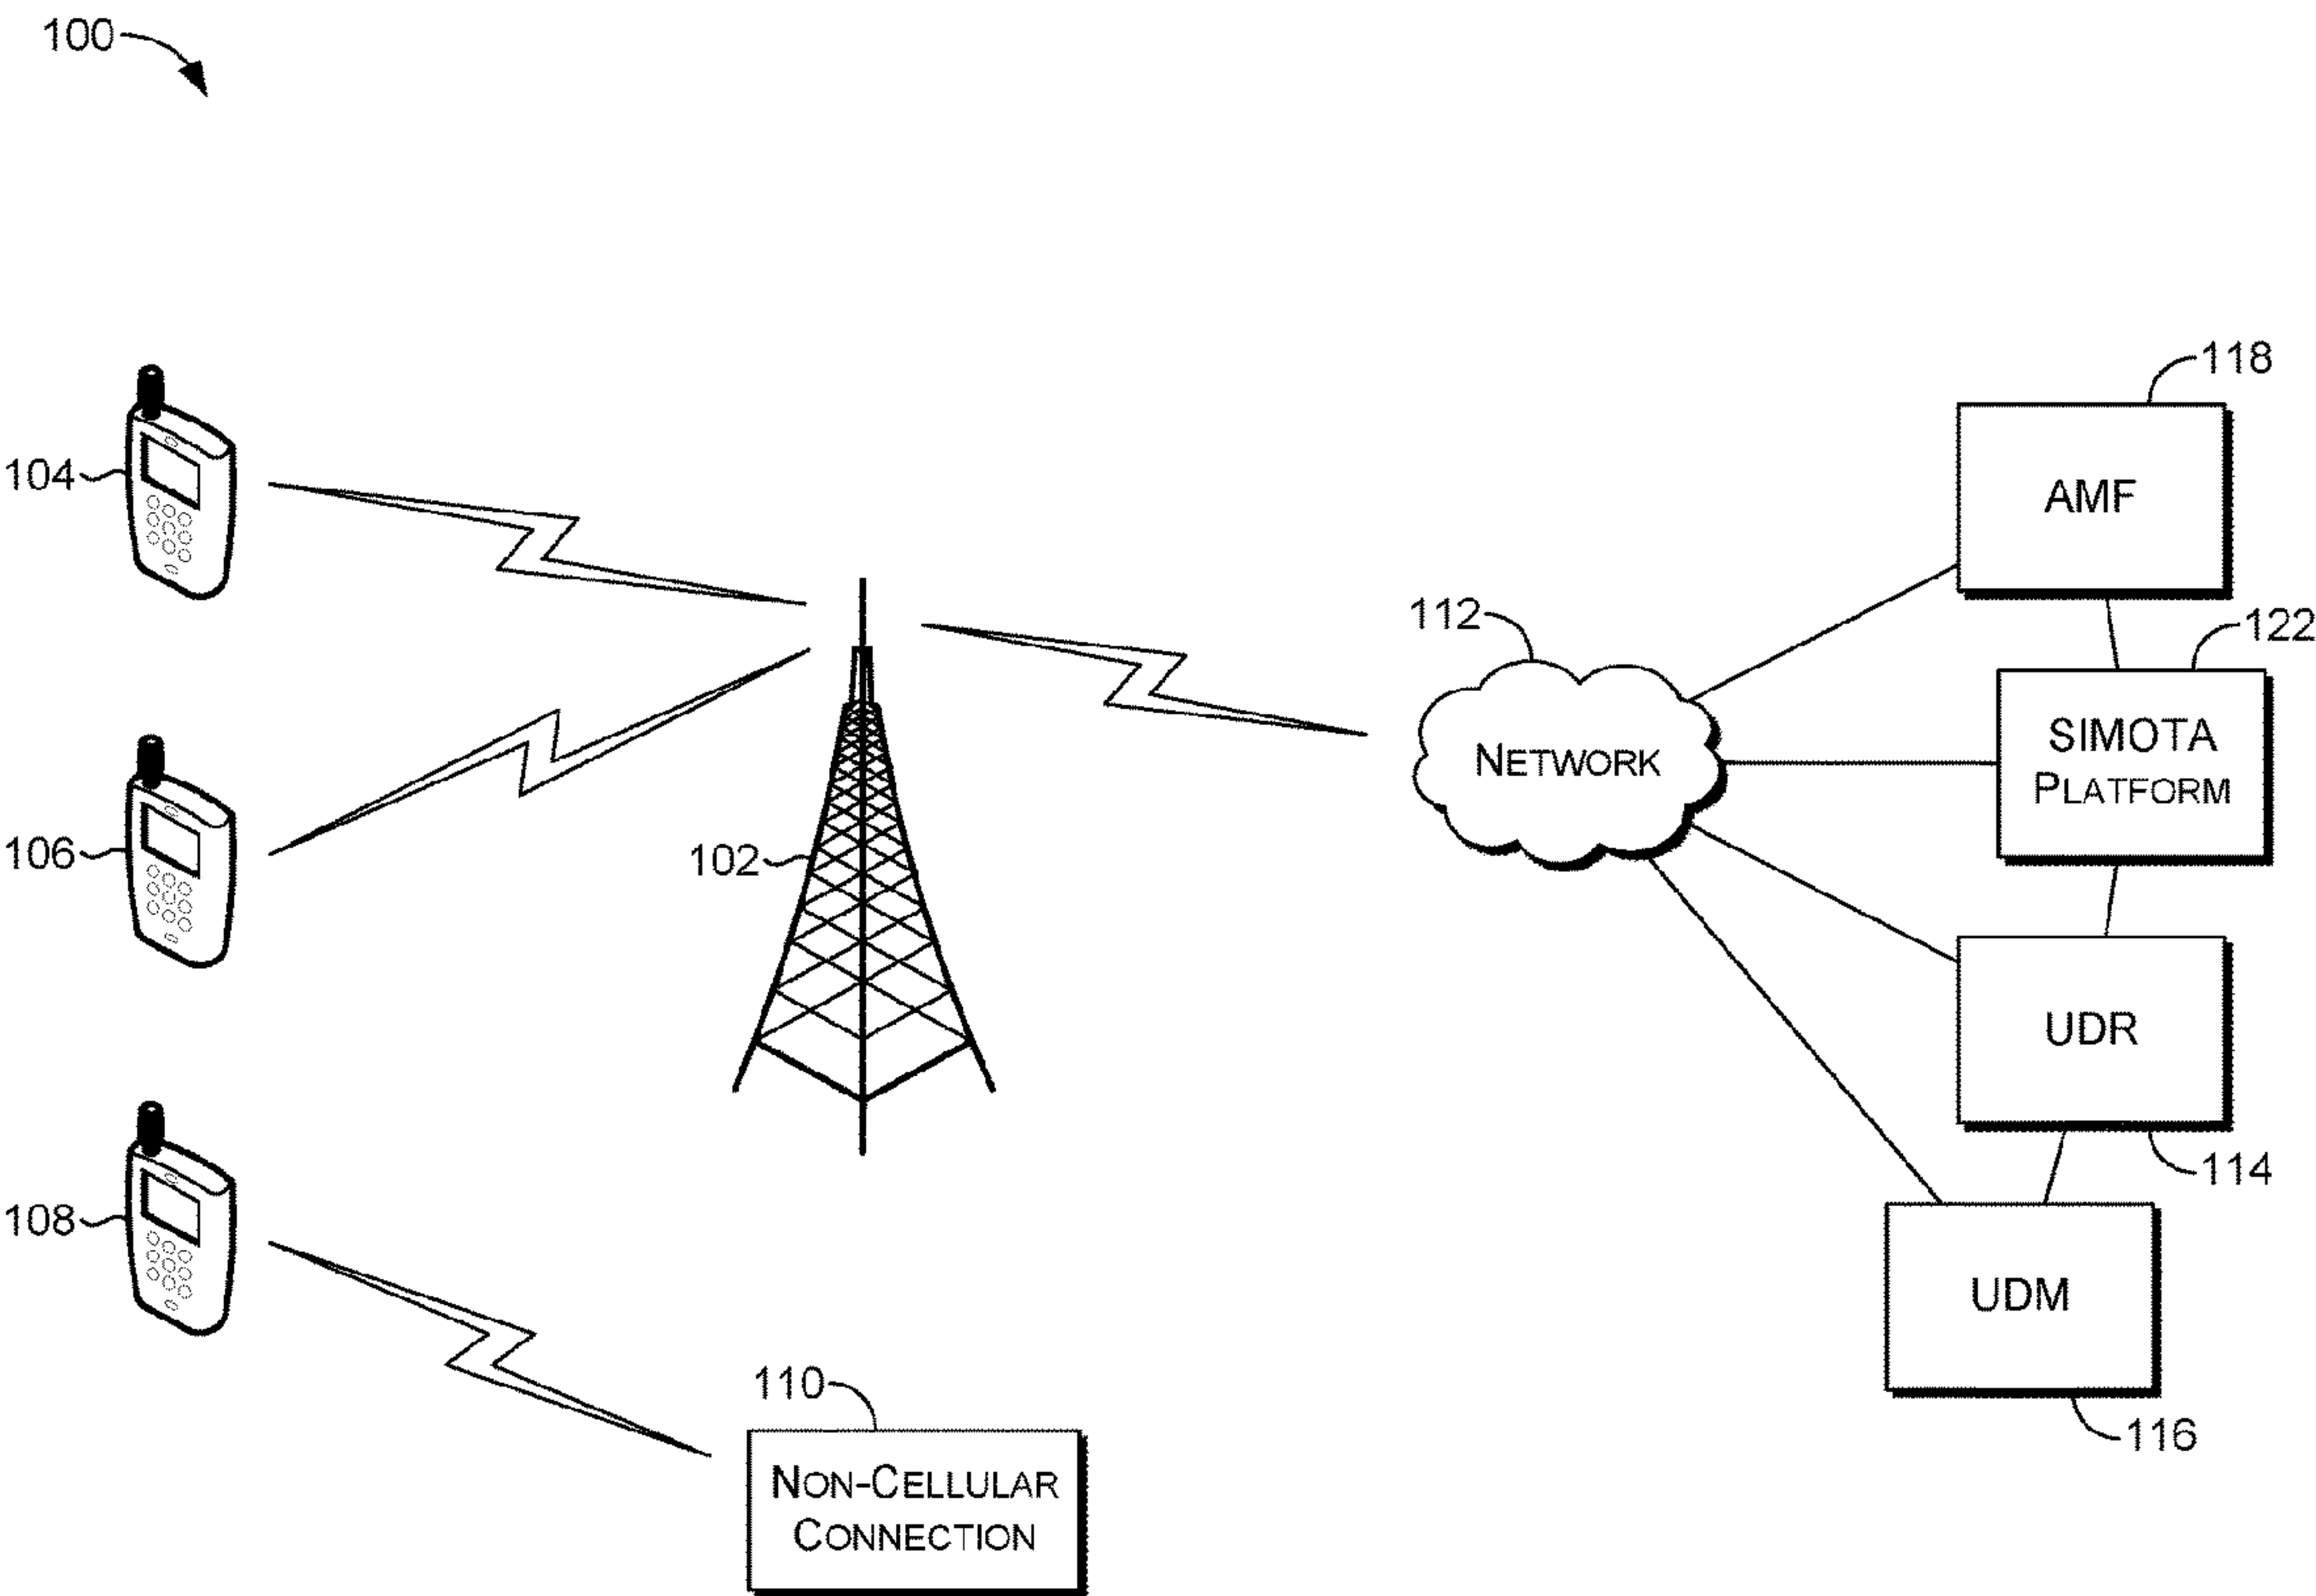 100
118
104
AMF
112
122
SIMOTA
PLATFORM
NETWORK
106
102
UDR
114
108
UDM
110
116
NON-CELLULAR
CONNECTION